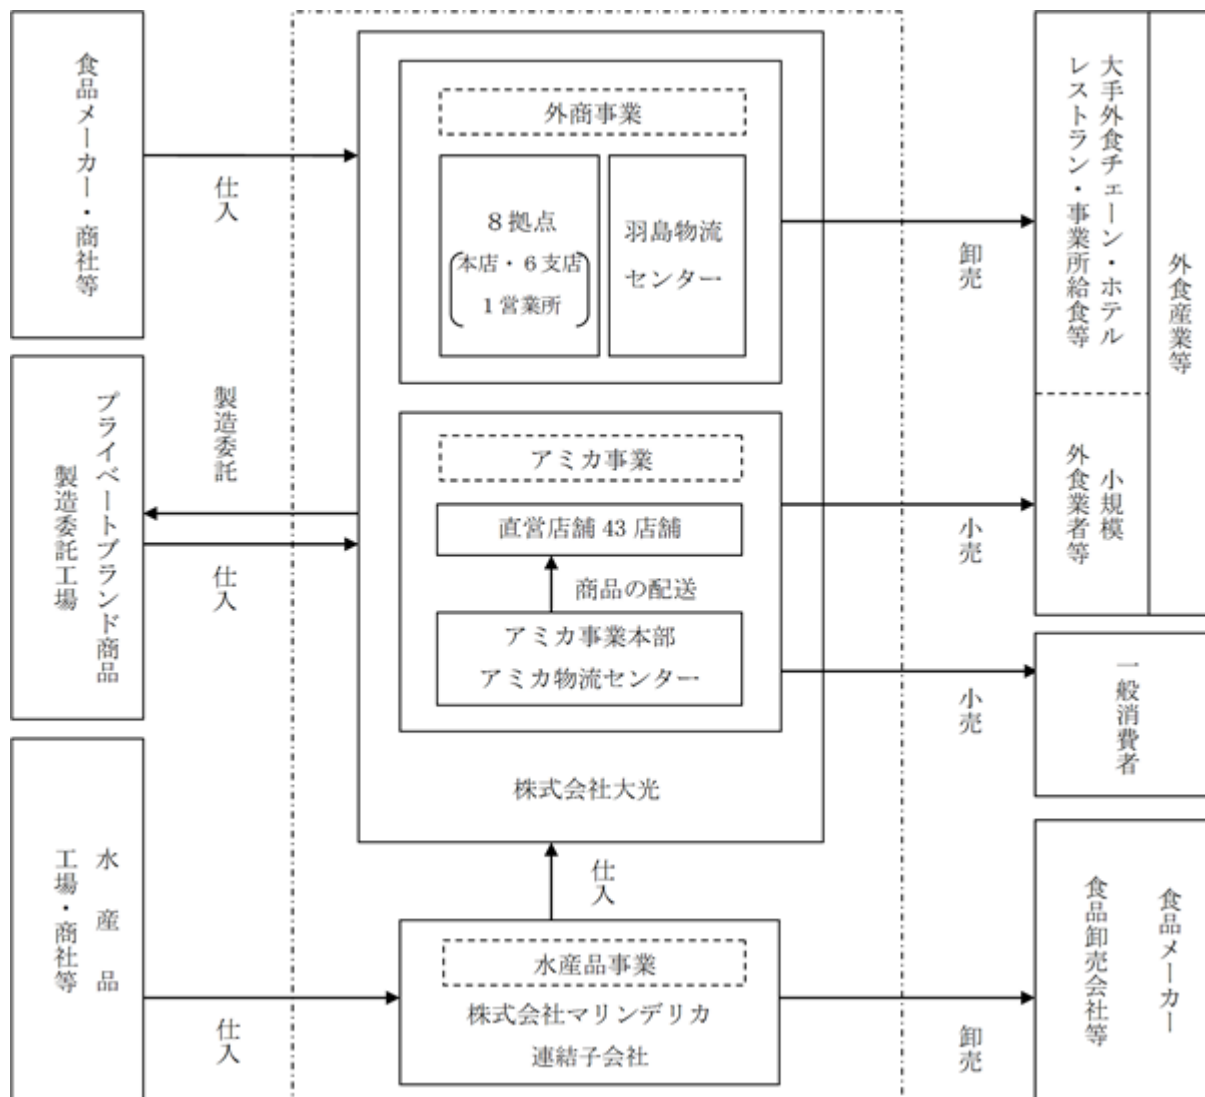 食品メーカー・商社等
仕入
外商事業
8拠点
本店・6支店
1営業所
羽島物流
センター
卸売
大手外食チェーン・ホテル
レストラン・事業所給食等
外食産業等
プライベートブランド商品
製造委託工場
製造委託
仕入
アミカ事業
直営店舗 43 店舗
商品の配送
アミカ事業本部
アミカ物流センター
小売
小規模
外食業者等
小売
一般消費者
株式会社大光
仕入
水産品
工場・商社等
仕入
水産品事業
株式会社マリンデリカ
連結子会社
卸売
食品メーカー
食品卸売会社等